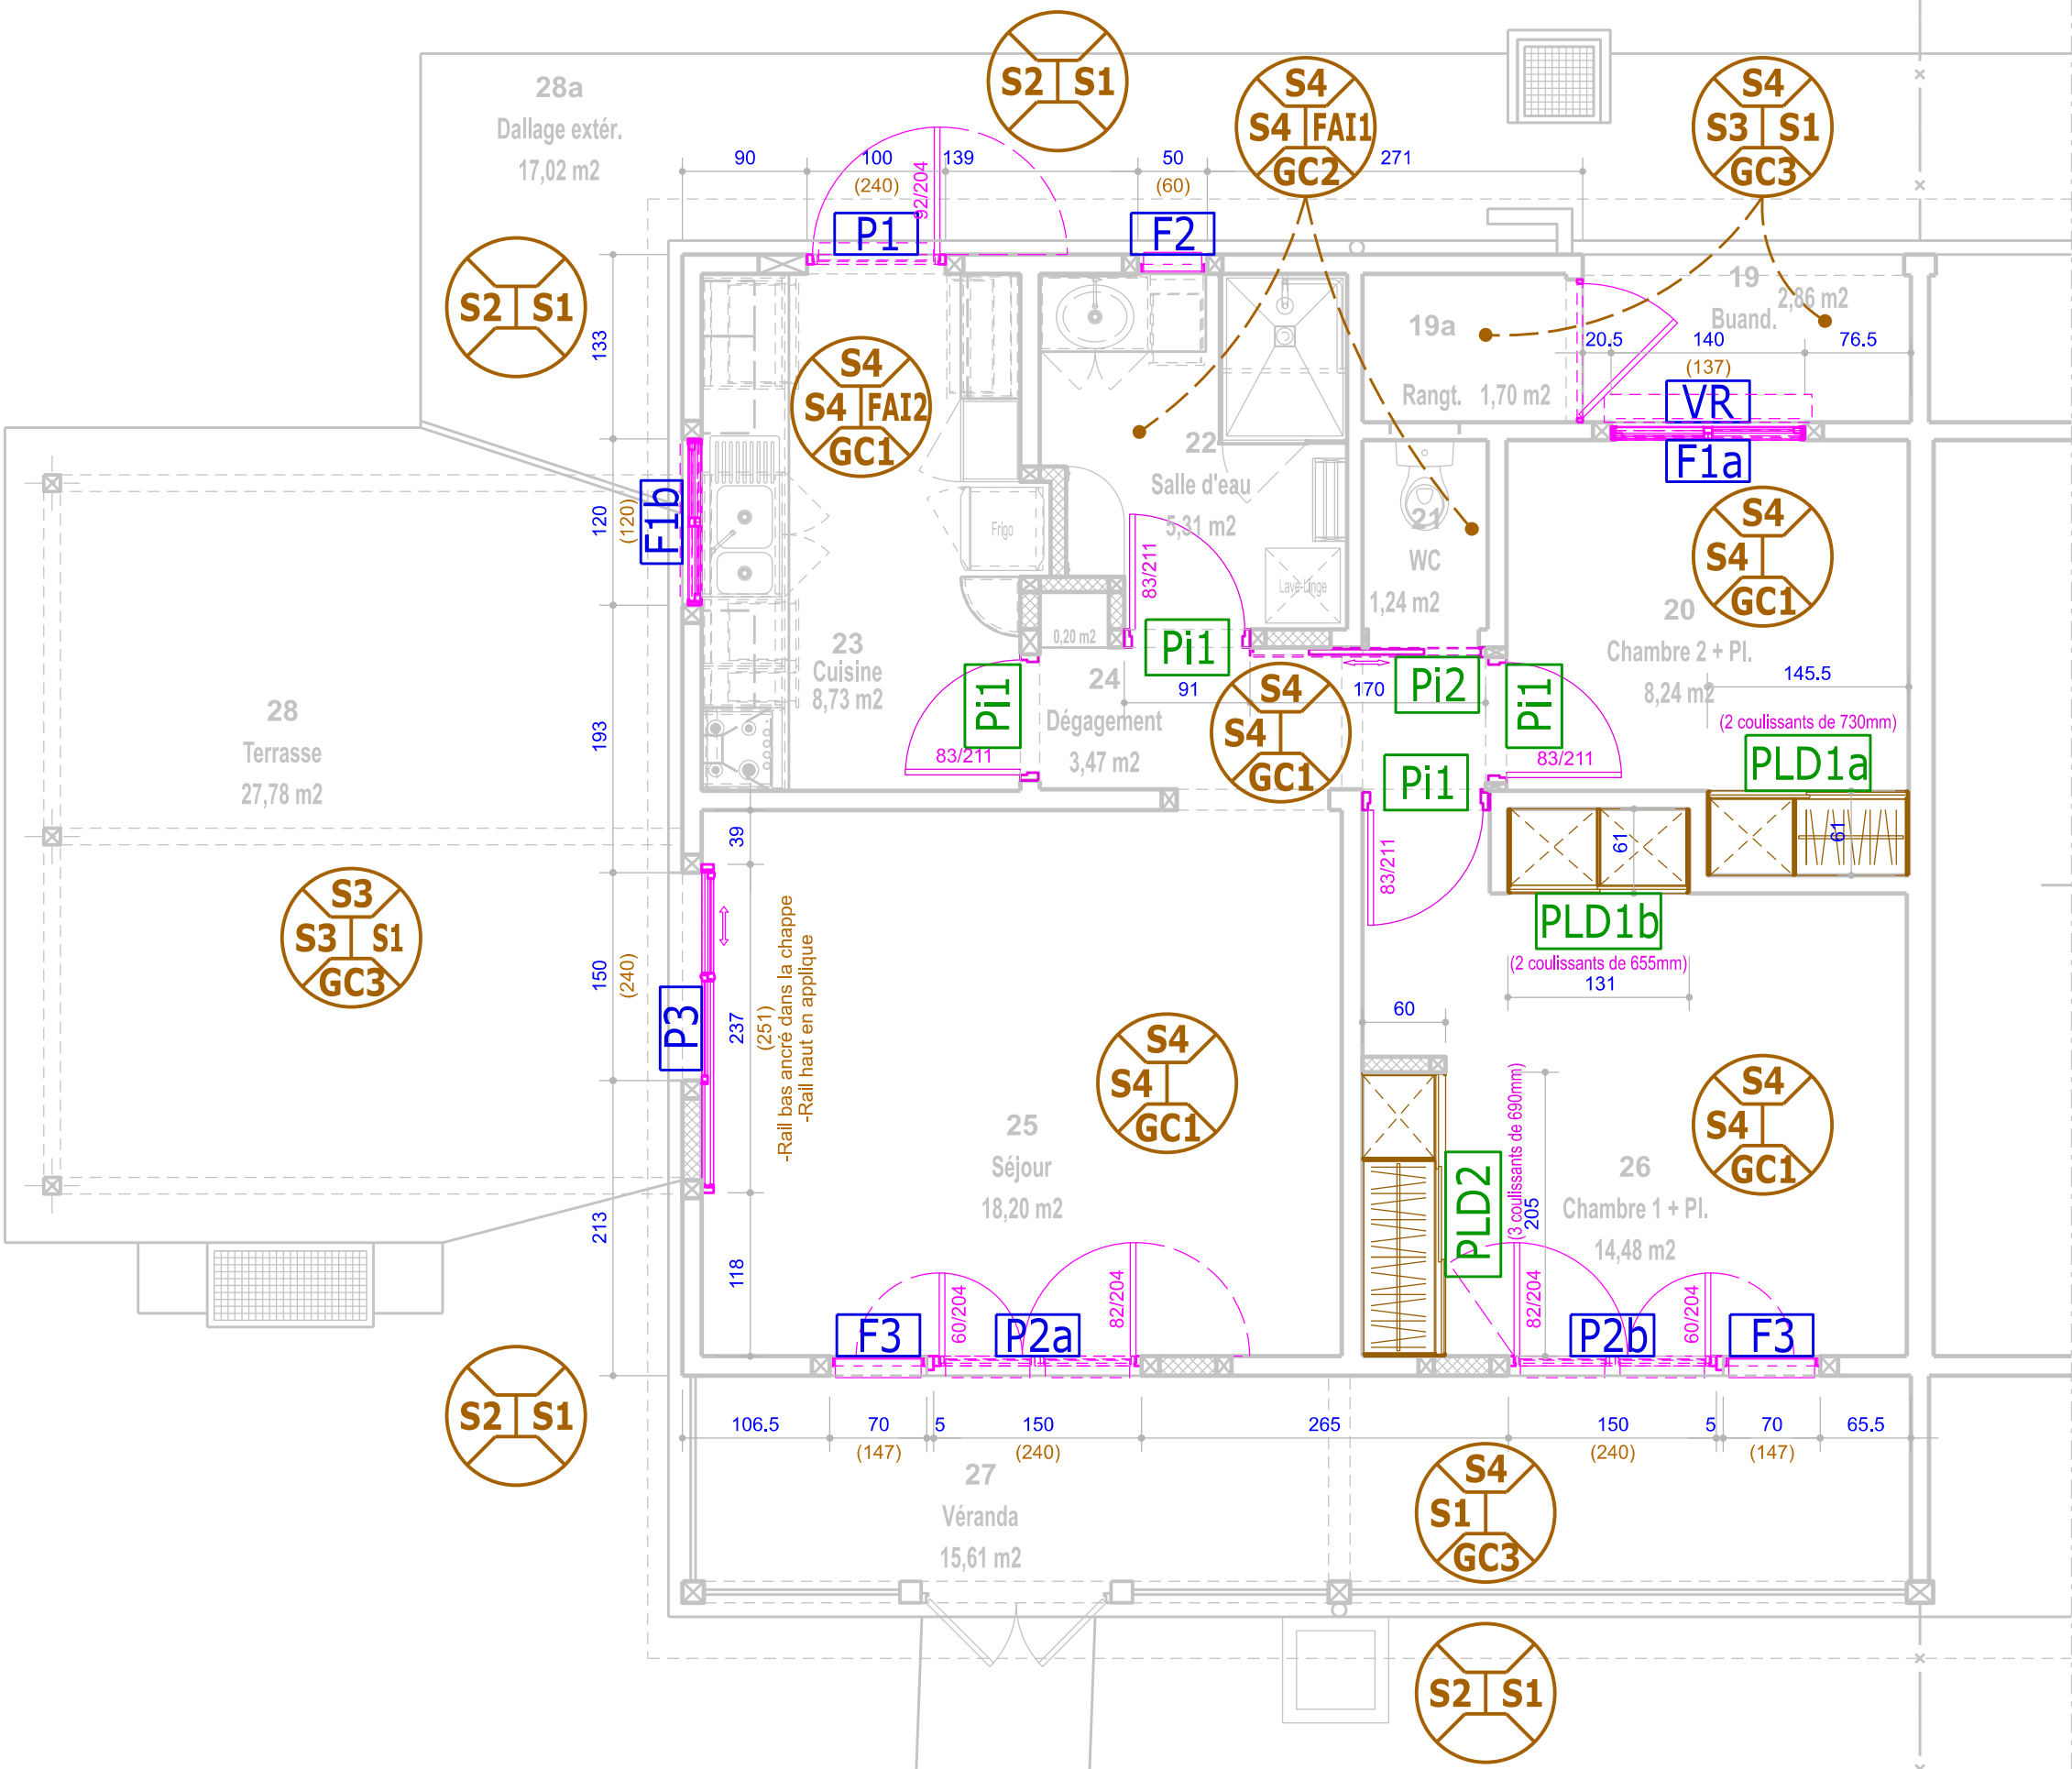 28a
Dallage extér.
17,02 m2
S2 S1
S4
S4 FAI1
GC2
S4
S3 S1
GC3
90
100
(240)
139
50
(60)
271
92/204
P1
F2
S2 S1
133
S4
S4 FAI2
GC1
19
2,86 m2
Buand.
19a
Rangt. 1,70 m2
20.5
140
(137)
76.5
VR
F1a
120
(120)
F1b
Frigo
22
Salle d'eau
5,31 m2
83/211
Lave-Linge
21
WC
1,24 m2
S4
S4
GC1
20
Chambre 2 + Pl.
8,24 m2
145.5
(2 coulissants de 730mm)
PLD1a
61
23
Cuisine
8,73 m2
0,20 m2
Pi1
Pi1
83/211
24
Dégagement
3,47 m2
91
170
S4
S4
GC1
Pi2
Pi1
83/211
Pi1
83/211
28
Terrasse
27,78 m2
193
S3
S3 S1
GC3
39
150
(240)
P3
237
(251)
-Rail bas ancré dans la chappe
-Rail haut en applique
61
PLD1b
(2 coulissants de 655mm)
131
60
S4
S4
GC1
S4
S4
GC1
25
Séjour
18,20 m2
PLD2
(3 coulissants de 690mm)
205
26
Chambre 1 + Pl.
14,48 m2
213
118
F3
60/204
P2a
82/204
82/204
P2b
60/204
F3
S2 S1
106.5
70
(147)
5
150
(240)
265
150
(240)
5
70
(147)
65.5
27
Véranda
15,61 m2
S4
S1
GC3
S2 S1